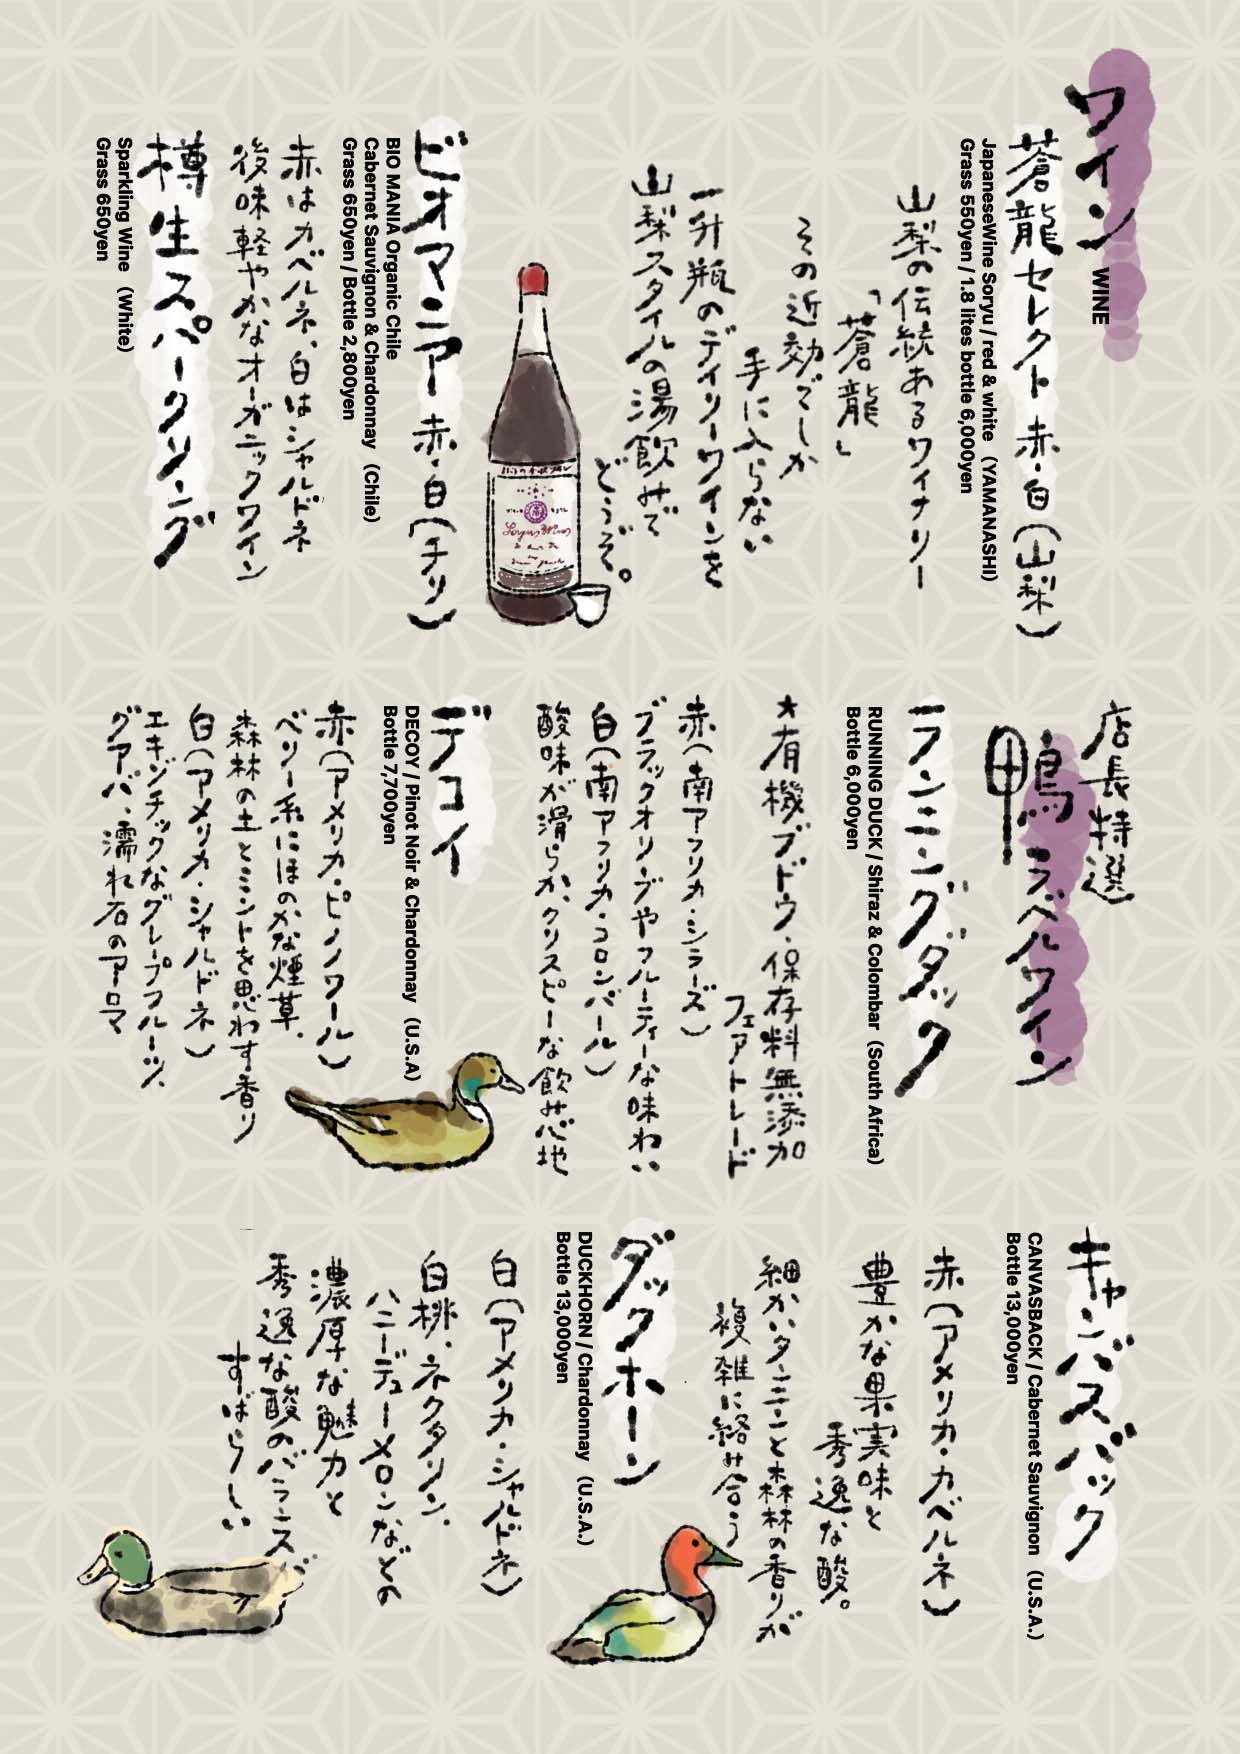 ワイン WINE
蒼龍セレクト 赤・白(山梨)
JapaneseWine Soryu / red & white (YAMANASHI)
Grass 550yen / 1.8 lites bottle 6,000yen
山梨の伝統あるワイナリー
「蒼龍」
その近効でしか
手に入らない
一升瓶のデイリーワインを
山梨スタイルの湯飲みで
どうぞ。
ビオマニア 赤・白(チリ)
BIO MANIA Organic Chile
Cabernet Sauvignon & Chardonnay (Chile)
Grass 650yen / Bottle 2,800yen
赤はカベルネ、白はシャルドネ
後味軽やかなオーガニックワイン
樽生スパークリング
Sparkling Wine (White)
Grass 650yen
店長特選
鴨ラベルワイン
ランニングダック
RUNNING DUCK / Shiraz & Colombar (South Africa)
Bottle 6,000yen
★有機ブドウ、保存料無添加
フェアトレード
赤(南アフリカ・シラーズ)
ブラックオリーブやフルーティーな味わい
白(南アフリカ・コロンバール)
酸味が滑らか、クリスピーな飲み心地
デコイ
DECOY / Pinot Noir & Chardonnay (U.S.A)
Bottle 7,700yen
赤(アメリカ・ピノノワール)
ベリー系にほのかな煙草、
森林の土とミントを思わす香り
白(アメリカ・シャルドネ)
エキゾチックなグレープフルーツ、
グアバ、濡れ石のアロマ
キャンバスバック
CANVASBACK / Cabernet Sauvignon (U.S.A.)
Bottle 13,000yen
赤(アメリカ・カベルネ)
豊かな果実味と
秀逸な酸。
細かいタンニンと森林の香りが
複雑に絡み合う
ダックホーン
DUCKHORN / Chardonnay (U.S.A.)
Bottle 13,000yen
白(アメリカ・シャルドネ)
白桃、ネクタリン、
ハニーデューメロンなどの
濃厚な魅力と
秀逸な酸のバランスが
すばらしい